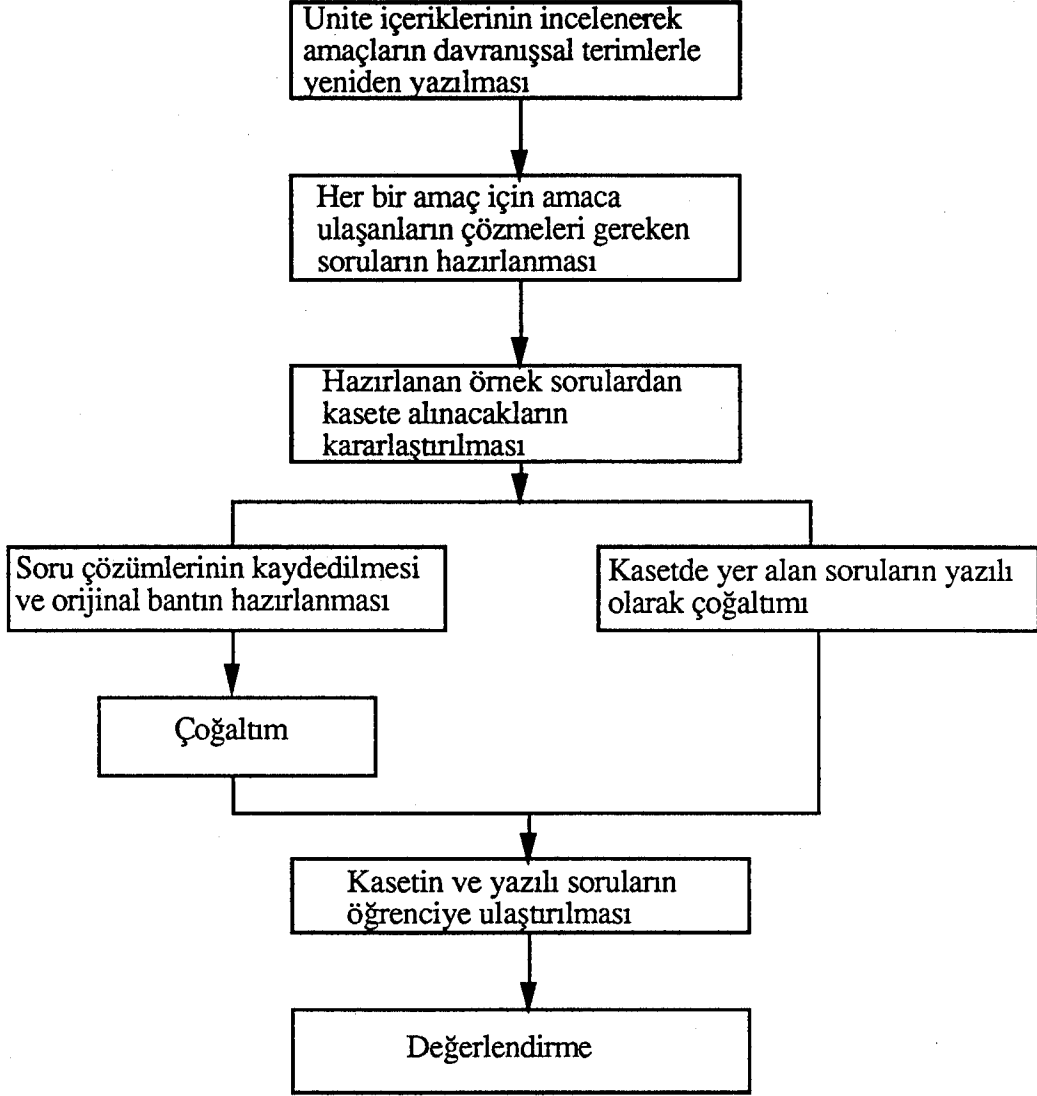 Unite içeriklerinin incelenerek
amaçların davranışsal terimlerle
yeniden yazılması
Her bir amaç için amaca
ulaşanların çözmeleri gereken
soruların hazırlanması
Hazırlanan örnek sorulardan
kasete alınacakların
kararlaştırılması
Soru çözümlerinin kaydedilmesi
ve orijinal bantın hazırlanması
Kasetde yer alan soruların yazılı
olarak çoğaltımı
Çoğaltım
Kasetin ve yazılı soruların
öğrenciye ulaştırılması
Değerlendirme